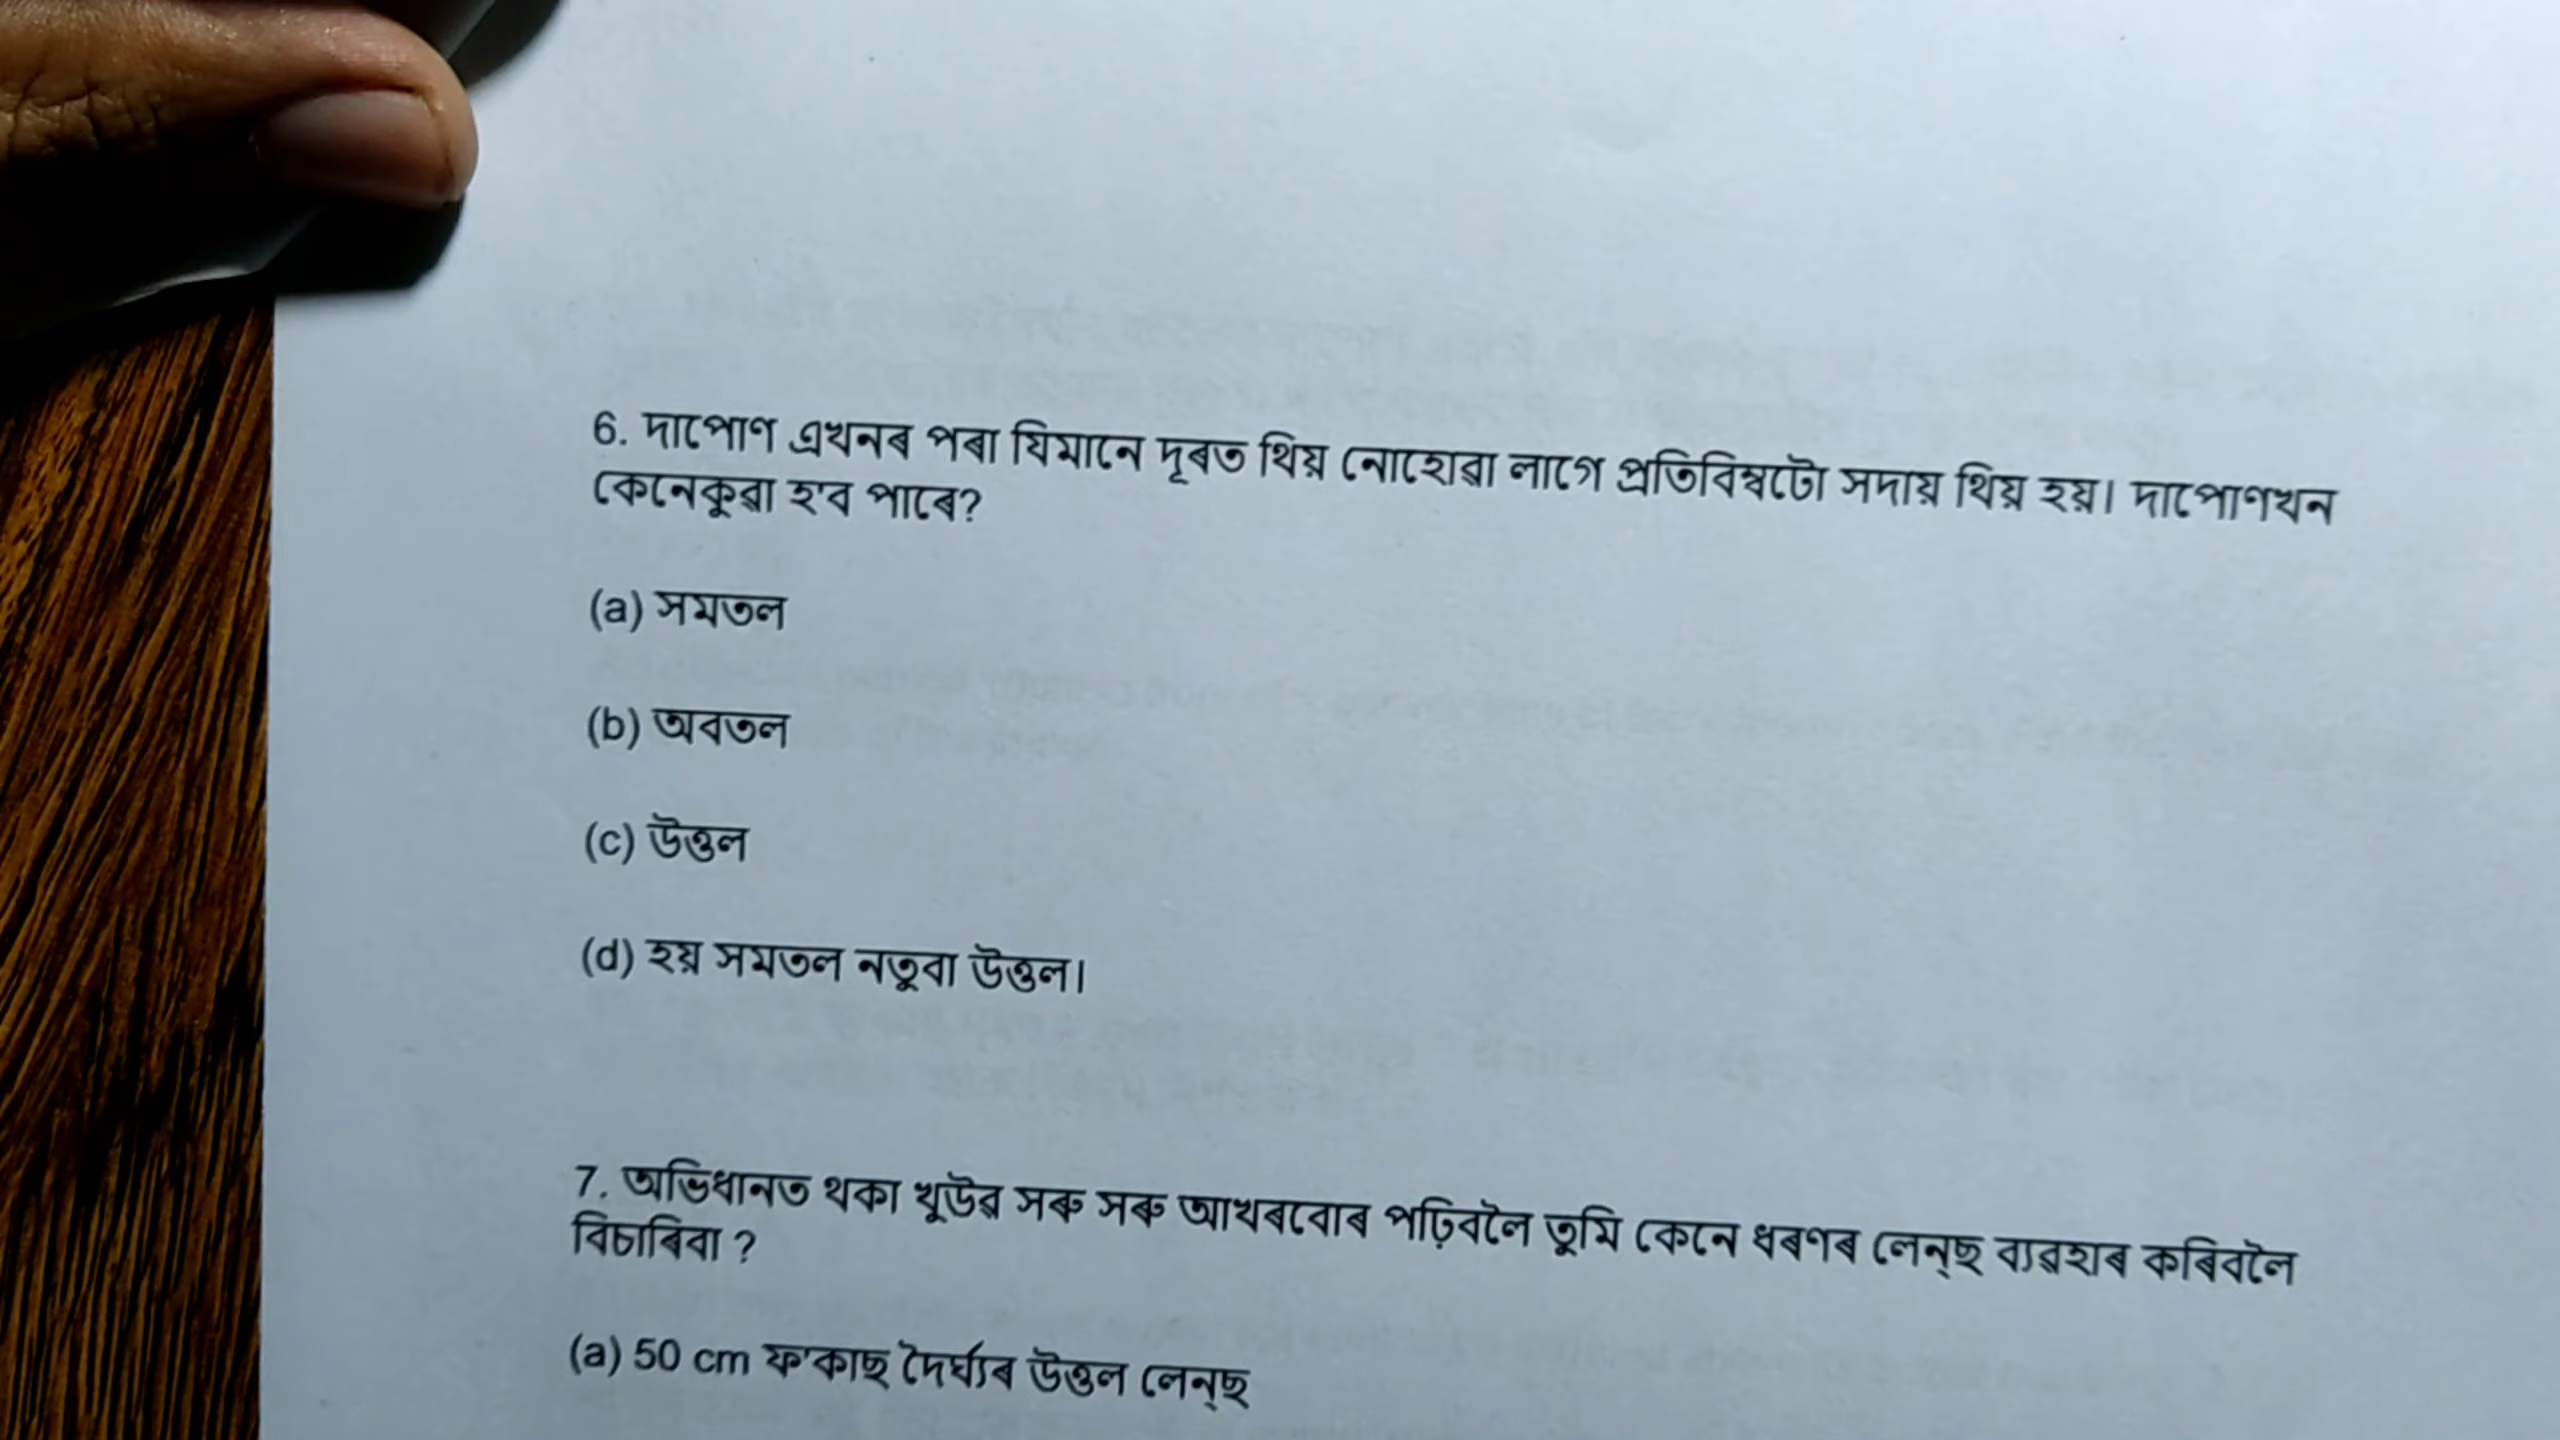 6. দাপোণ এখনৰ পৰা যিমানে দূৰত থিয় নোহোৱা লাগে প্ৰতিবিম্বটো সদায় থিয় হয়। দাপোণখন
কেনেকুৱা হ'ব পাৰে?
(a) সমতল
(b) অবতল
(c) উত্তল
(d) হয় সমতল নতুবা উত্তল।
7. অভিধানত থকা খুউৱ সৰু সৰু আখৰবোৰ পঢ়িবলৈ তুমি কেনে ধৰণৰ লেন্‌ছ ব্যৱহাৰ কৰিবলৈ
বিচাৰিবা ?
(a) 50 cm ফ'কাছ দৈৰ্ঘ্যৰ উত্তল লেন্‌ছ